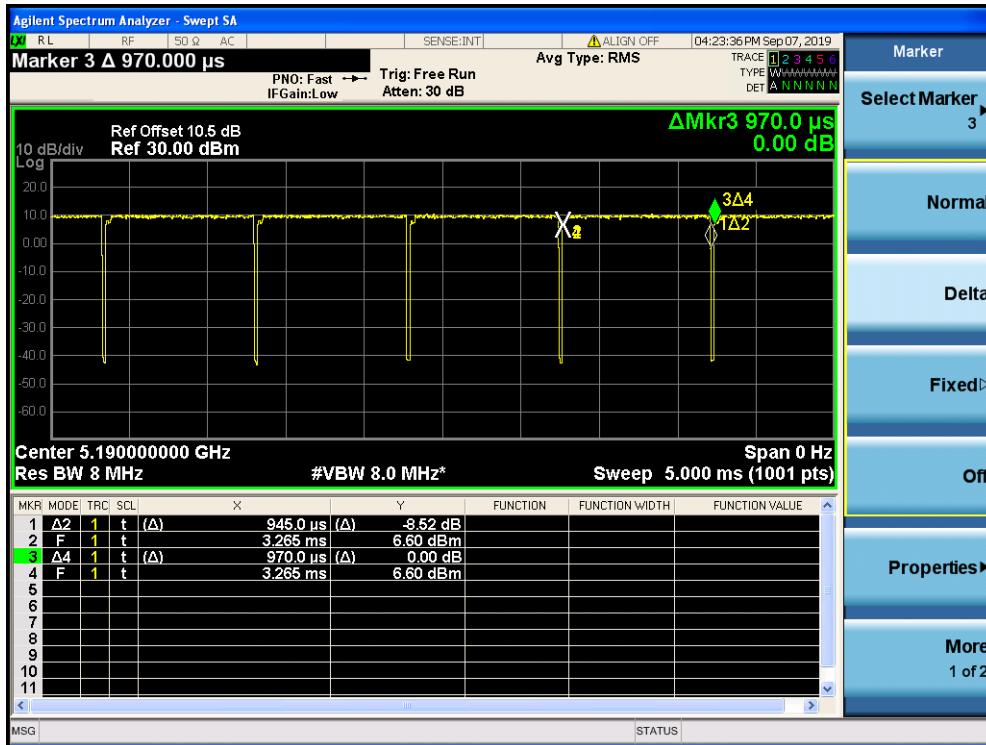 Agilent Spectrum Analyzer - Swept SA
LXI RL RF 50 Ω AC SENSE:INT ALIGN OFF 04:23:36 PM Sep 07, 2019
Marker 3 Δ 970.000 µs
PNO: Fast Trig: Free Run
IFGain:Low Atten: 30 dB
Avg Type: RMS
TRACE 1 2 3 4 5 6
TYPE W
DET A N N N N N
ΔMkr3 970.0 µs
0.00 dB
Ref Offset 10.5 dB
10 dB/div Ref 30.00 dBm
Log
20.0
10.0
0.00
-10.0
-20.0
-30.0
-40.0
-50.0
-60.0
3Δ4
1Δ2
Center 5.190000000 GHz Span 0 Hz
Res BW 8 MHz #VBW 8.0 MHz* Sweep 5.000 ms (1001 pts)
MKR MODE TRC SCL X Y FUNCTION FUNCTION WIDTH FUNCTION VALUE
1 Δ2 1 t (Δ) 945.0 µs (Δ) -8.52 dB
2 F 1 t 3.265 ms 6.60 dBm
3 Δ4 1 t (Δ) 970.0 µs (Δ) 0.00 dB
4 F 1 t 3.265 ms 6.60 dBm
5
6
7
8
9
10
11
MSG STATUS
Marker
Select Marker
3
Normal
Delta
Fixed
Off
Properties
More
1 of 2